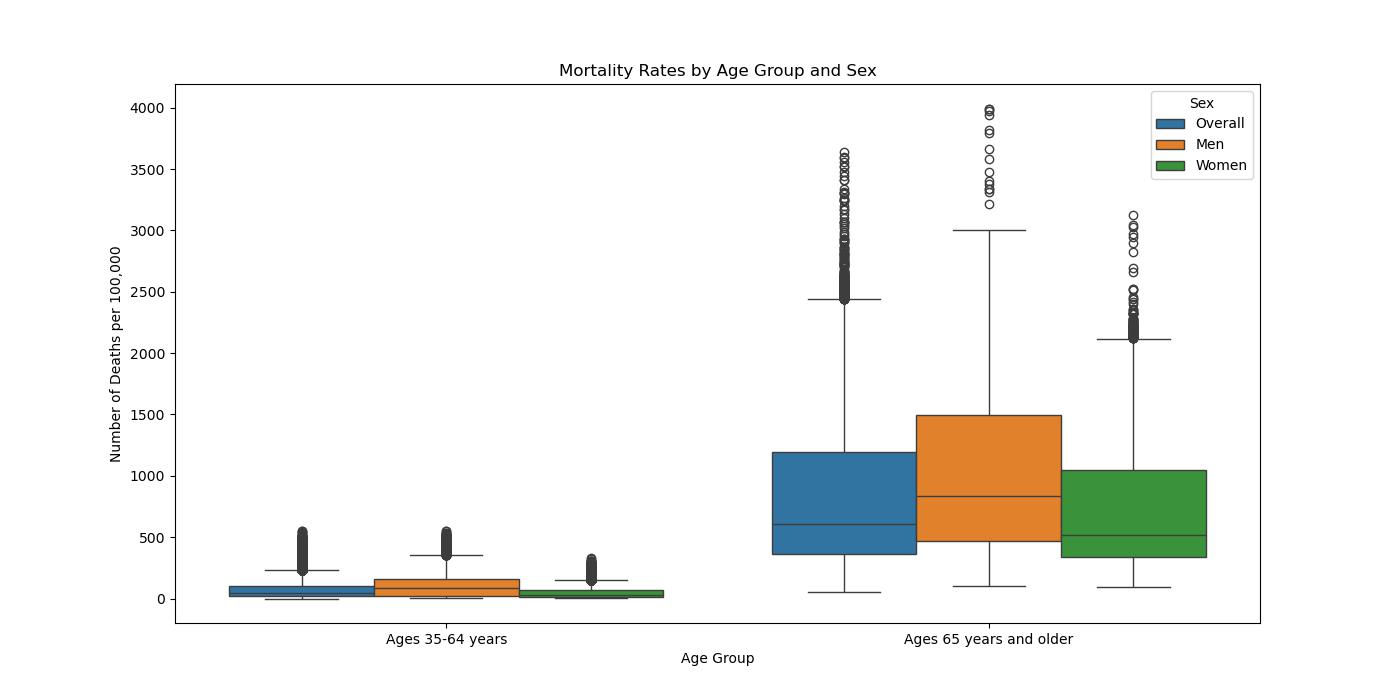 Mortality Rates by Age Group and Sex
Number of Deaths per 100,000
4000
3500
3000
2500
2000
1500
1000
500
0
Sex
Overall
Men
Women
Ages 35-64 years
Ages 65 years and older
Age Group